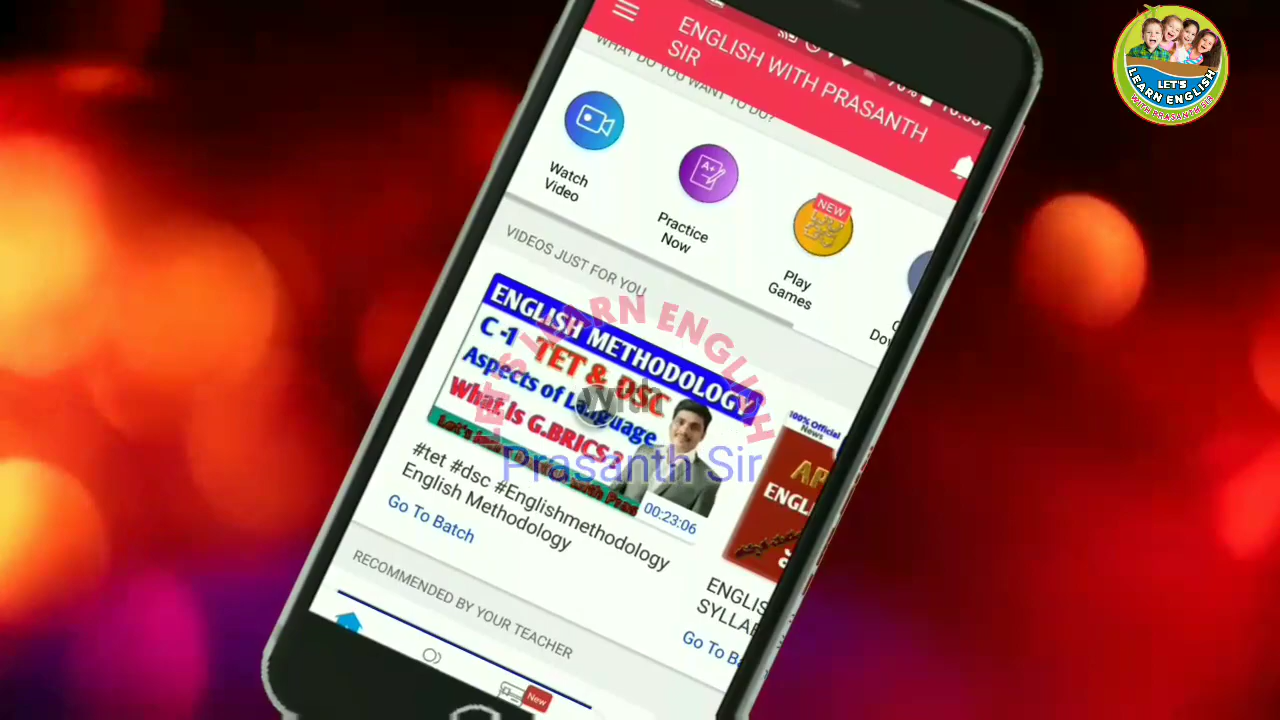 ENGLISH WITH PRASANTH
SIR
WHAT DO YOU WANT TO DO?
Watch
Video
Practice
Now
NEW
Play
Games
VIDEOS JUST FOR YOU
ENGLISH METHODOLOGY
C-1 TET & DSC
Aspects of Language
What is G.BRICS?
00:23:06
#tet #dsc #Englishmethodology
English Methodology
Go To Batch
100% Official
News
Go To
RECOMMENDED BY YOUR TEACHER
New
LET'S LEARN ENGLISH
with
Prasanth Sir
LET'S
LEARN ENGLISH
WITH PRASANTH SIR